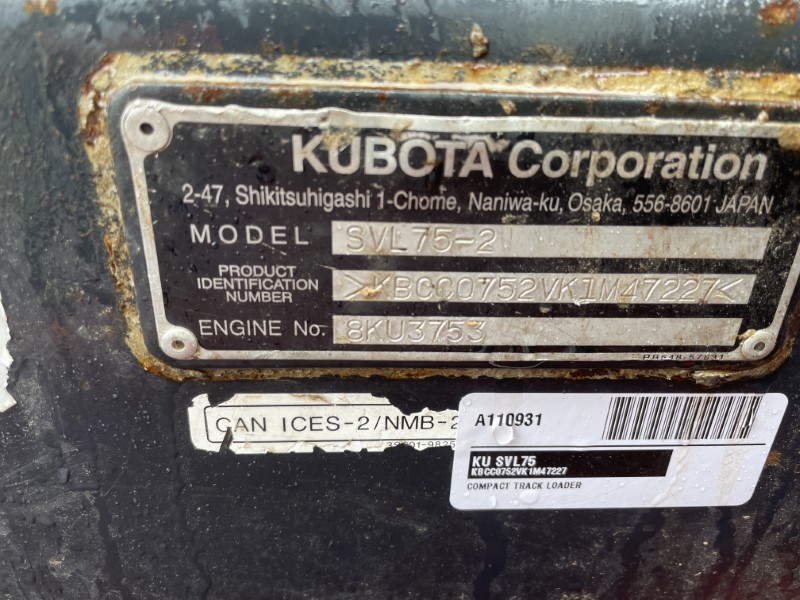 KUBOTA Corporation
2-47, Shikitsuhigashi 1-Chome, Naniwa-ku, Osaka, 556-8601 JAPAN
MODEL SVL75-2
PRODUCT IDENTIFICATION NUMBER >KBCC0752VK1M47227<
ENGINE No. 8KU3753
CAN ICES-2/NMB-2
A110931
KU SVL75
KBCC0752VK1M47227
COMPACT TRACK LOADER